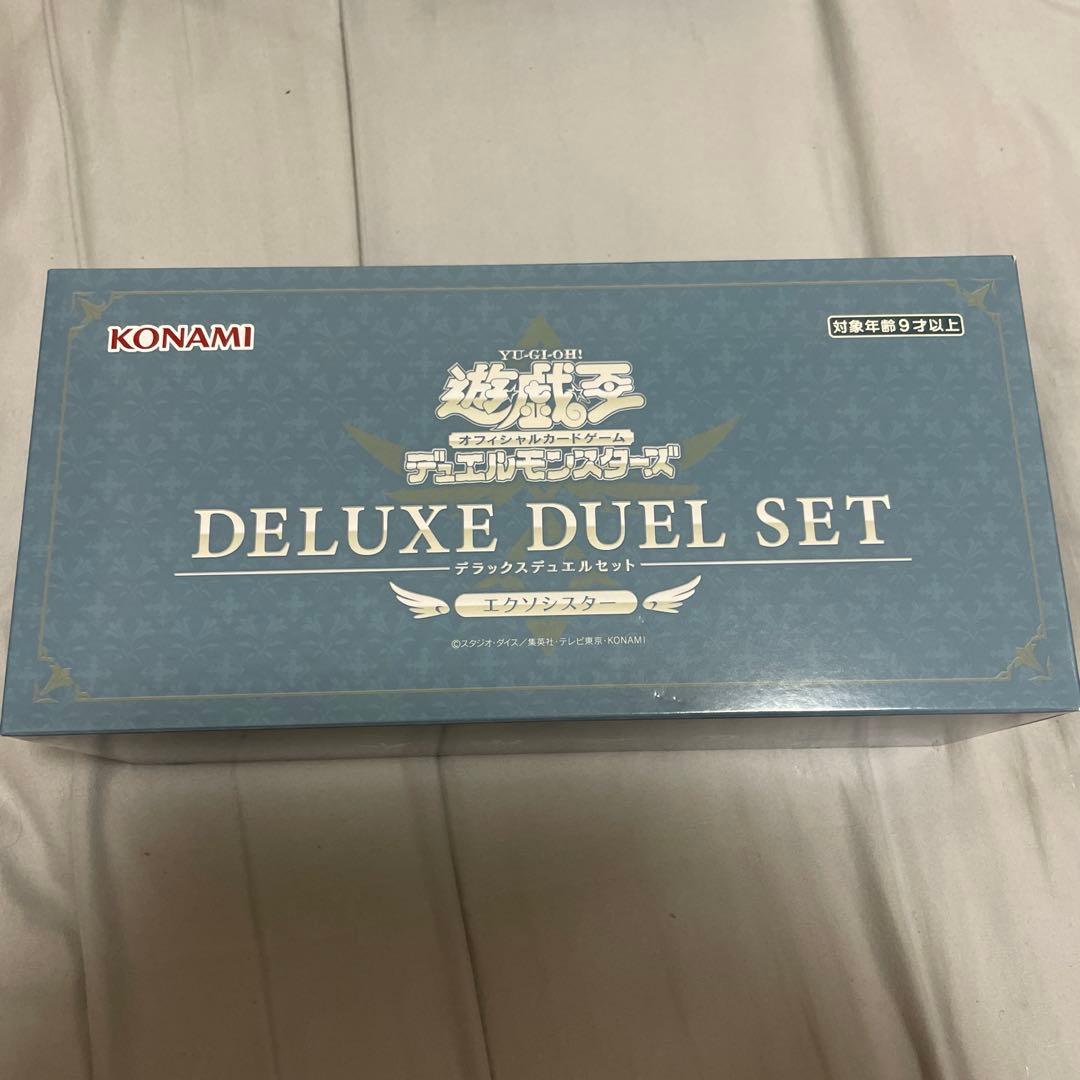 KONAMI
対象年齢9才以上
YU-GI-OH!
遊戯王
オフィシャルカードゲーム
デュエルモンスターズ
DELUXE DUEL SET
デラックスデュエルセット
エクソシスター
©スタジオ・ダイス／集英社・テレビ東京・KONAMI